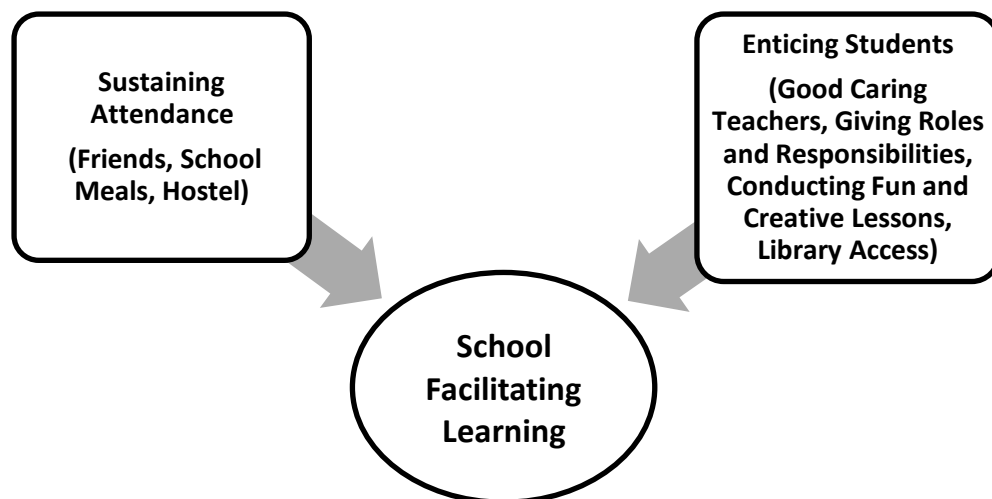 Sustaining
Attendance
(Friends, School
Meals, Hostel)
Enticing Students
(Good Caring
Teachers, Giving Roles
and Responsibilities,
Conducting Fun and
Creative Lessons,
Library Access)
School
Facilitating
Learning